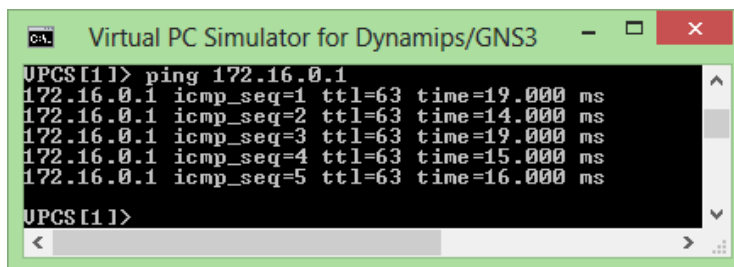 C:\.
Virtual PC Simulator for Dynamips/GNS3
VPCS[1]> ping 172.16.0.1
172.16.0.1 icmp_seq=1 ttl=63 time=19.000 ms
172.16.0.1 icmp_seq=2 ttl=63 time=14.000 ms
172.16.0.1 icmp_seq=3 ttl=63 time=19.000 ms
172.16.0.1 icmp_seq=4 ttl=63 time=15.000 ms
172.16.0.1 icmp_seq=5 ttl=63 time=16.000 ms
VPCS[1]>